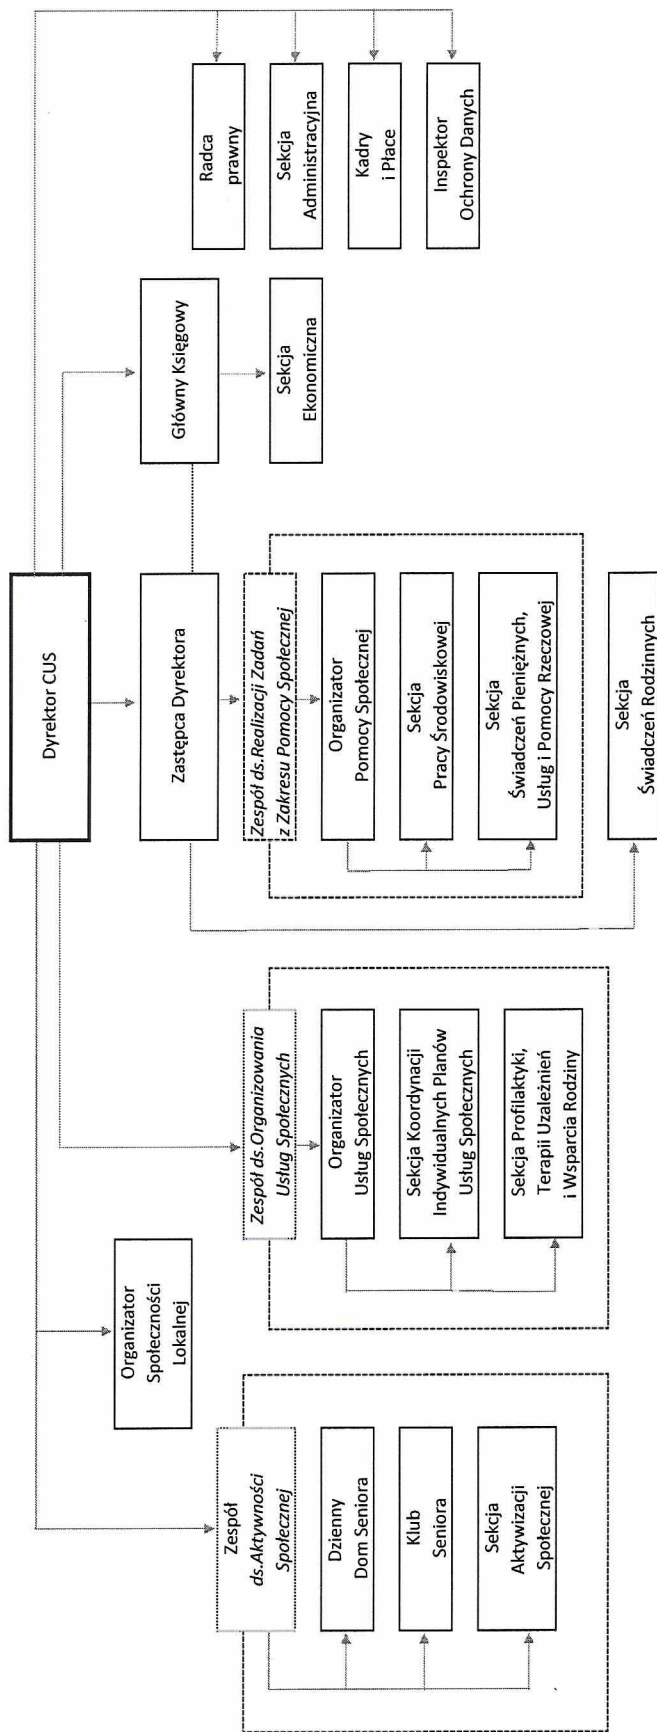 Dyrektor CUS
Organizator
Społeczności
Lokalnej
Zastępca Dyrektora
Główny Księgowy
Radca
prawny
Sekcja
Administracyjna
Kadry
i Płace
Inspektor
Ochrony Danych
Sekcja
Ekonomiczna
Zespół
ds.Aktywności
Społecznej
Dzienny
Dom Seniora
Klub
Seniora
Sekcja
Aktywizacji
Społecznej
Zespół ds.Organizowania
Usług Społecznych
Organizator
Usług Społecznych
Sekcja Koordynacji
Indywidualnych Planów
Usług Społecznych
Sekcja Profilaktyki,
Terapii Uzależnień
i Wsparcia Rodziny
Zespół ds.Realizacji Zadań
z Zakresu Pomocy Społecznej
Organizator
Pomocy Społecznej
Sekcja
Pracy Środowiskowej
Sekcja
Świadczeń Pieniężnych,
Usług i Pomocy Rzeczowej
Sekcja
Świadczeń Rodzinnych